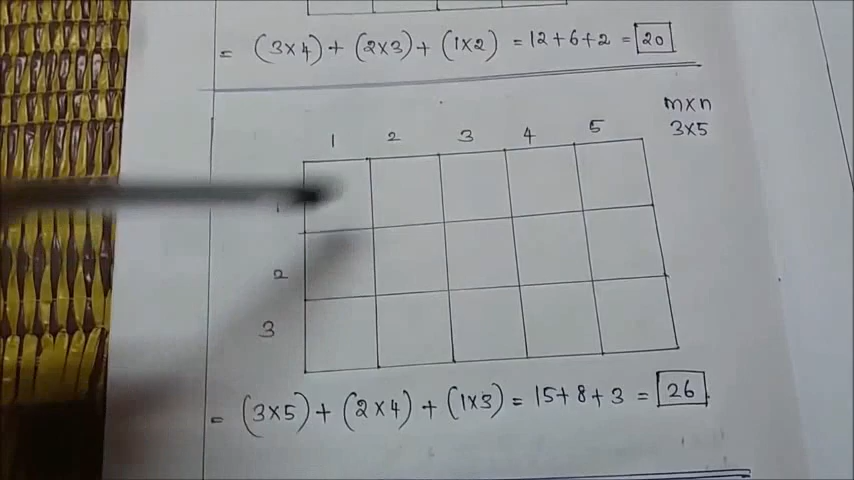 = (3×4) + (2×3) + (1×2) = 12+6+2 = 20
m×n
3×5
1 2 3 4 5
1
2
3
= (3×5) + (2×4) + (1×3) = 15+8+3 = 26